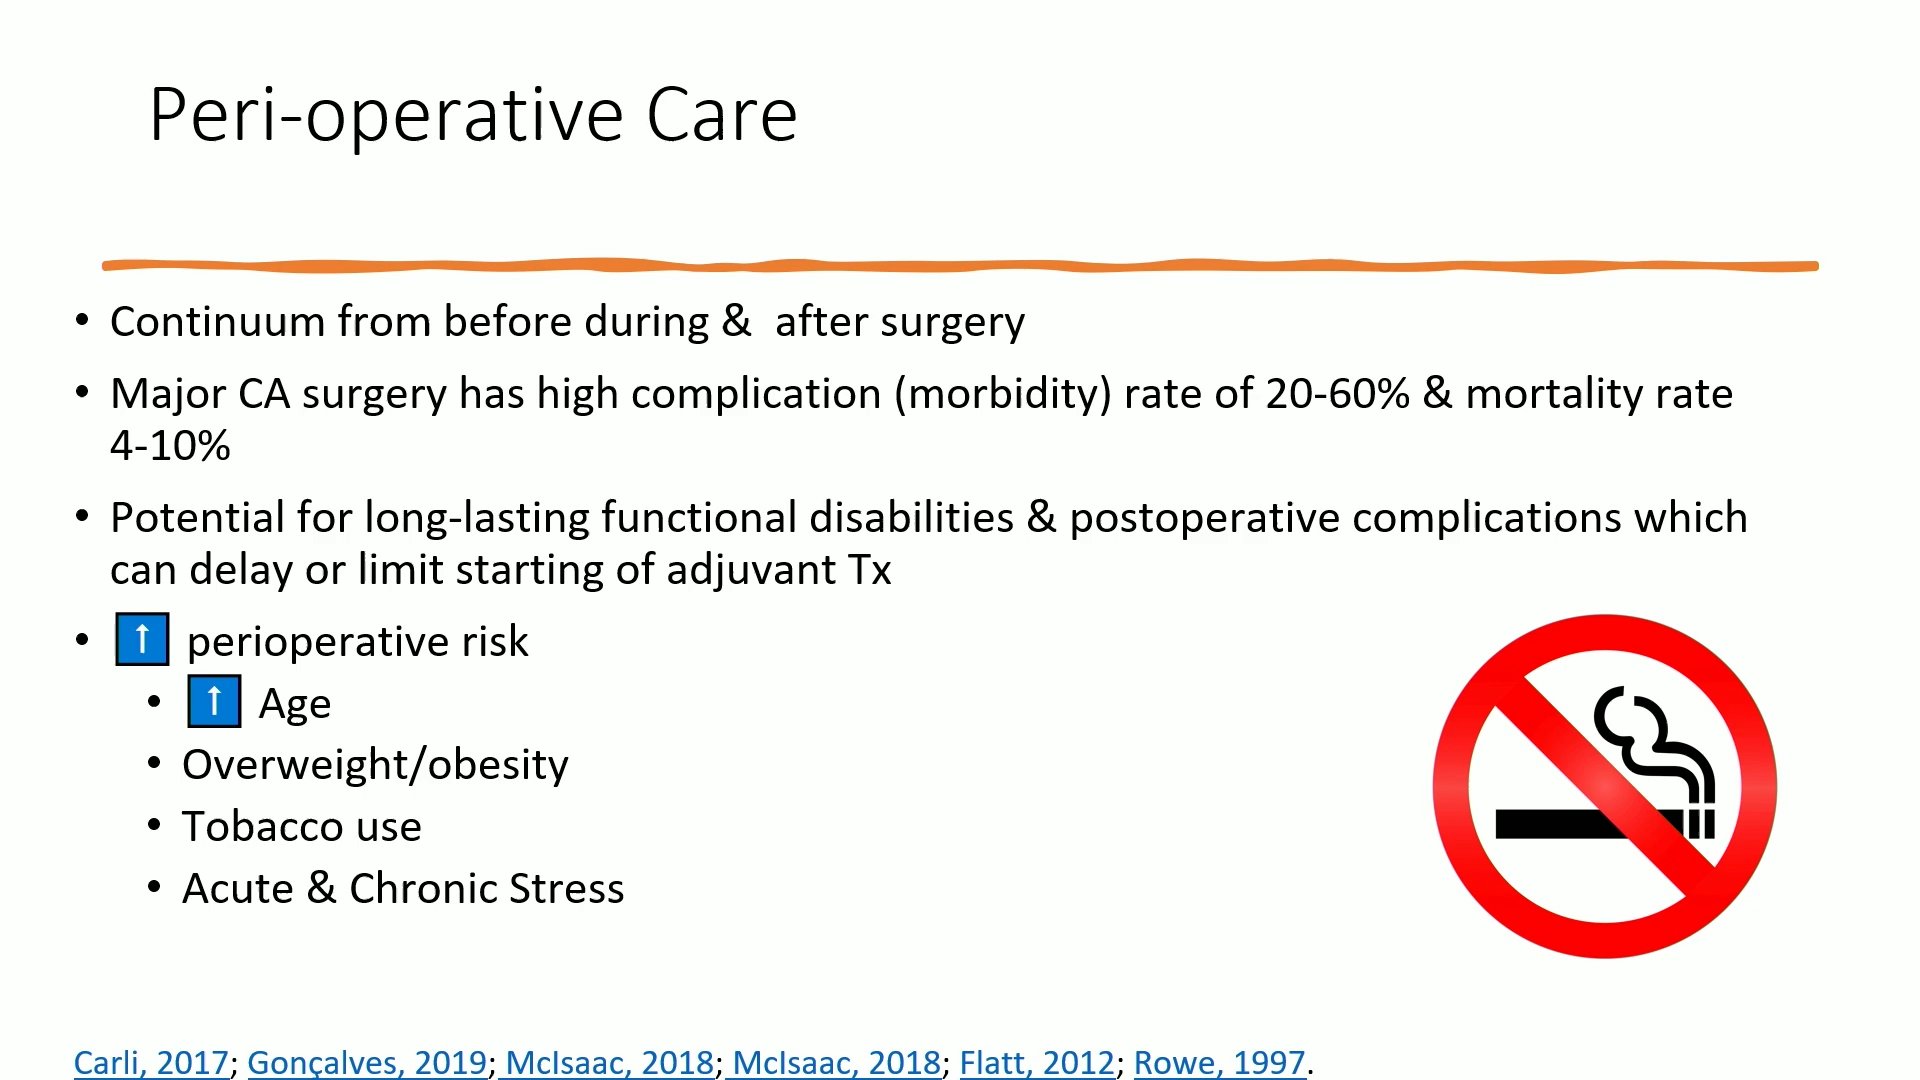 Peri-operative Care
• Continuum from before during &  after surgery
• Major CA surgery has high complication (morbidity) rate of 20-60% & mortality rate
4-10%
• Potential for long-lasting functional disabilities & postoperative complications which
can delay or limit starting of adjuvant Tx
• ↑ perioperative risk
• ↑ Age
• Overweight/obesity
• Tobacco use
• Acute & Chronic Stress
Carli, 2017; Gonçalves, 2019; McIsaac, 2018; McIsaac, 2018; Flatt, 2012; Rowe, 1997.